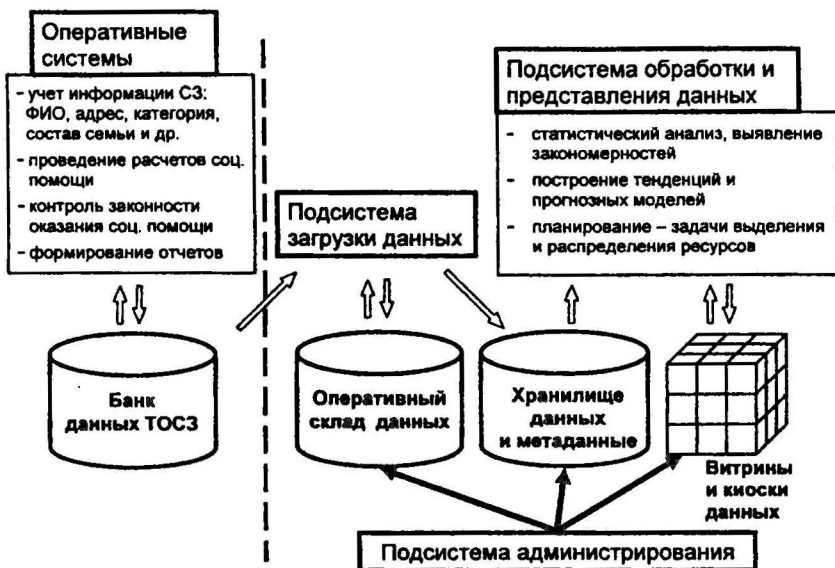 Оперативные
системы
- учет информации СЗ:
ФИО, адрес, категория,
состав семьи и др.
- проведение расчетов соц.
помощи
- контроль законности
оказания соц. помощи
- формирование отчетов
Банк
данных ТОСЗ
Подсистема
загрузки данных
Оперативный
склад данных
Подсистема обработки и
представления данных
- статистический анализ, выявление
закономерностей
- построение тенденций и
прогнозных моделей
- планирование – задачи выделения
и распределения ресурсов
Хранилище
данных
и метаданные
Витрины
и киоски
данных
Подсистема администрирования